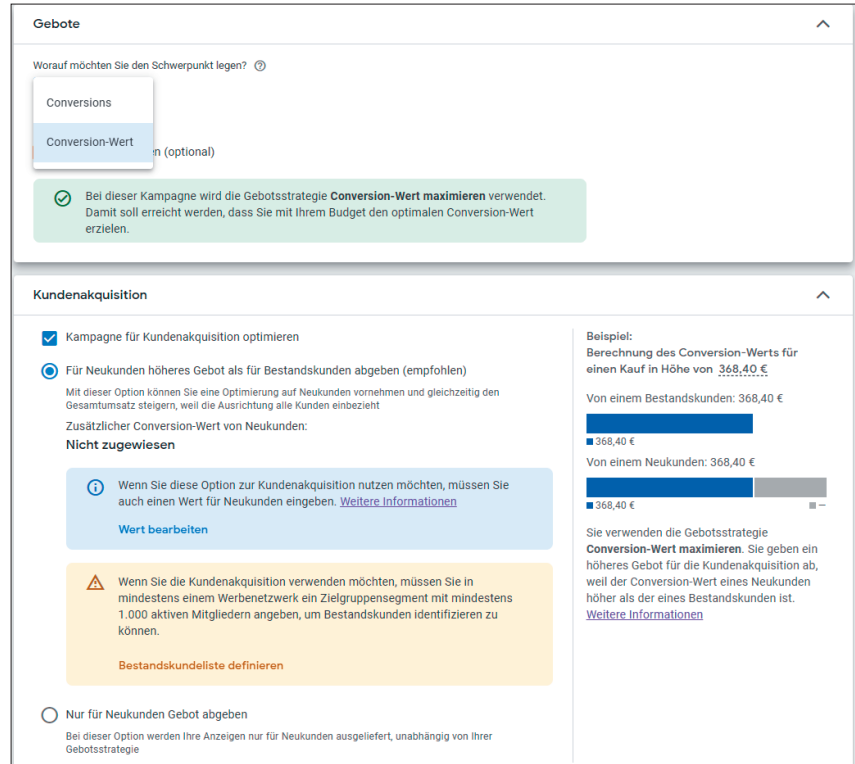 Gebote
Worauf möchten Sie den Schwerpunkt legen?
Conversions
Conversion-Wert
n (optional)
Bei dieser Kampagne wird die Gebotsstrategie Conversion-Wert maximieren verwendet.
Damit soll erreicht werden, dass Sie mit Ihrem Budget den optimalen Conversion-Wert
erzielen.
Kundenakquisition
Kampagne für Kundenakquisition optimieren
Für Neukunden höheres Gebot als für Bestandskunden abgeben (empfohlen)
Mit dieser Option können Sie eine Optimierung auf Neukunden vornehmen und gleichzeitig den
Gesamtumsatz steigern, weil die Ausrichtung alle Kunden einbezieht
Zusätzlicher Conversion-Wert von Neukunden:
Nicht zugewiesen
Wenn Sie diese Option zur Kundenakquisition nutzen möchten, müssen Sie
auch einen Wert für Neukunden eingeben. Weitere Informationen
Wert bearbeiten
Wenn Sie die Kundenakquisition verwenden möchten, müssen Sie in
mindestens einem Werbenetzwerk ein Zielgruppensegment mit mindestens
1.000 aktiven Mitgliedern angeben, um Bestandskunden identifizieren zu
können.
Bestandskundeliste definieren
Nur für Neukunden Gebot abgeben
Bei dieser Option werden Ihre Anzeigen nur für Neukunden ausgeliefert, unabhängig von Ihrer
Gebotsstrategie
Beispiel:
Berechnung des Conversion-Werts für
einen Kauf in Höhe von 368,40 €
Von einem Bestandskunden: 368,40 €
368,40 €
Von einem Neukunden: 368,40 €
368,40 € –
Sie verwenden die Gebotsstrategie
Conversion-Wert maximieren. Sie geben ein
höheres Gebot für die Kundenakquisition ab,
weil der Conversion-Wert eines Neukunden
höher als der eines Bestandskunden ist.
Weitere Informationen